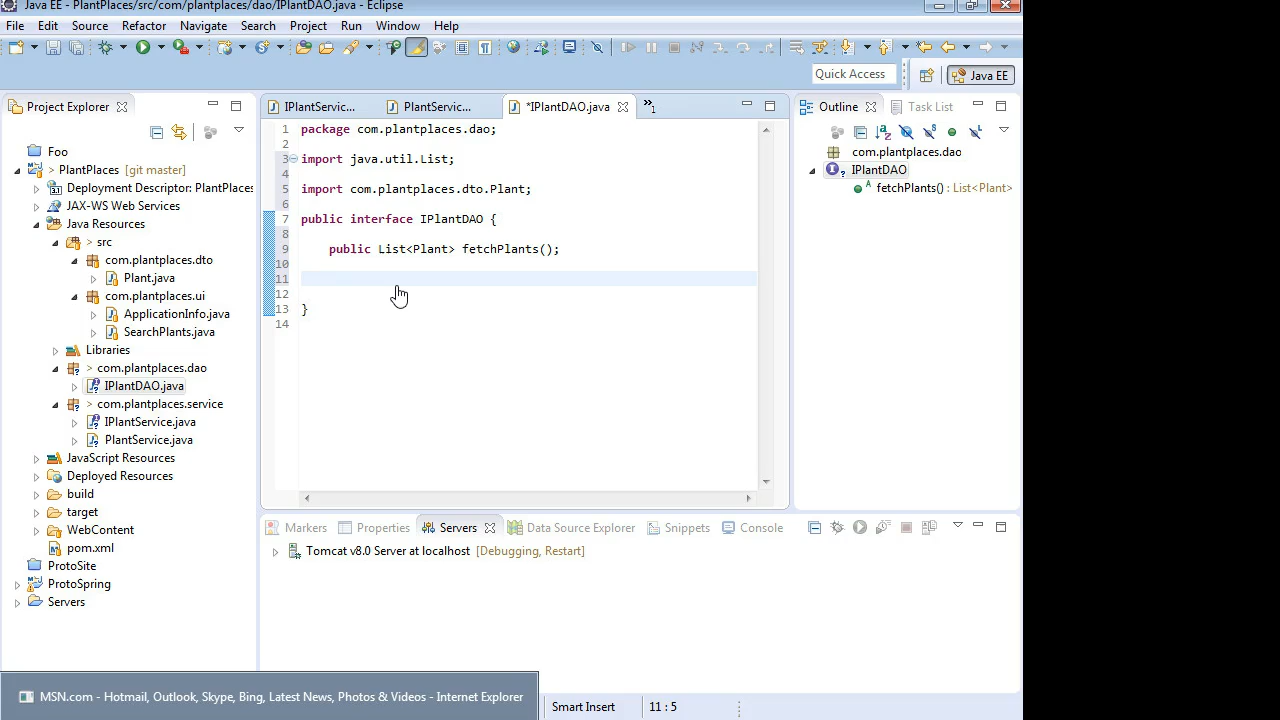 Java EE - PlantPlaces/src/com/plantplaces/dao/IPlantDAO.java - Eclipse
File Edit Source Refactor Navigate Search Project Run Window Help
Quick Access
Java EE
Project Explorer
Foo
> PlantPlaces [git master]
Deployment Descriptor: PlantPlaces
JAX-WS Web Services
Java Resources
> src
com.plantplaces.dto
Plant.java
com.plantplaces.ui
ApplicationInfo.java
SearchPlants.java
Libraries
> com.plantplaces.dao
IPlantDAO.java
> com.plantplaces.service
IPlantService.java
PlantService.java
JavaScript Resources
Deployed Resources
build
target
WebContent
pom.xml
ProtoSite
ProtoSpring
Servers
IPlantServic... PlantServic... *IPlantDAO.java »1
1 package com.plantplaces.dao;
2
3 import java.util.List;
4
5 import com.plantplaces.dto.Plant;
6
7 public interface IPlantDAO {
8
9 public List<Plant> fetchPlants();
10
11
12
13 }
14
Outline Task List
com.plantplaces.dao
IPlantDAO
fetchPlants() : List<Plant>
Markers Properties Servers Data Source Explorer Snippets Console
Tomcat v8.0 Server at localhost [Debugging, Restart]
MSN.com - Hotmail, Outlook, Skype, Bing, Latest News, Photos & Videos - Internet Explorer
Smart Insert 11 : 5